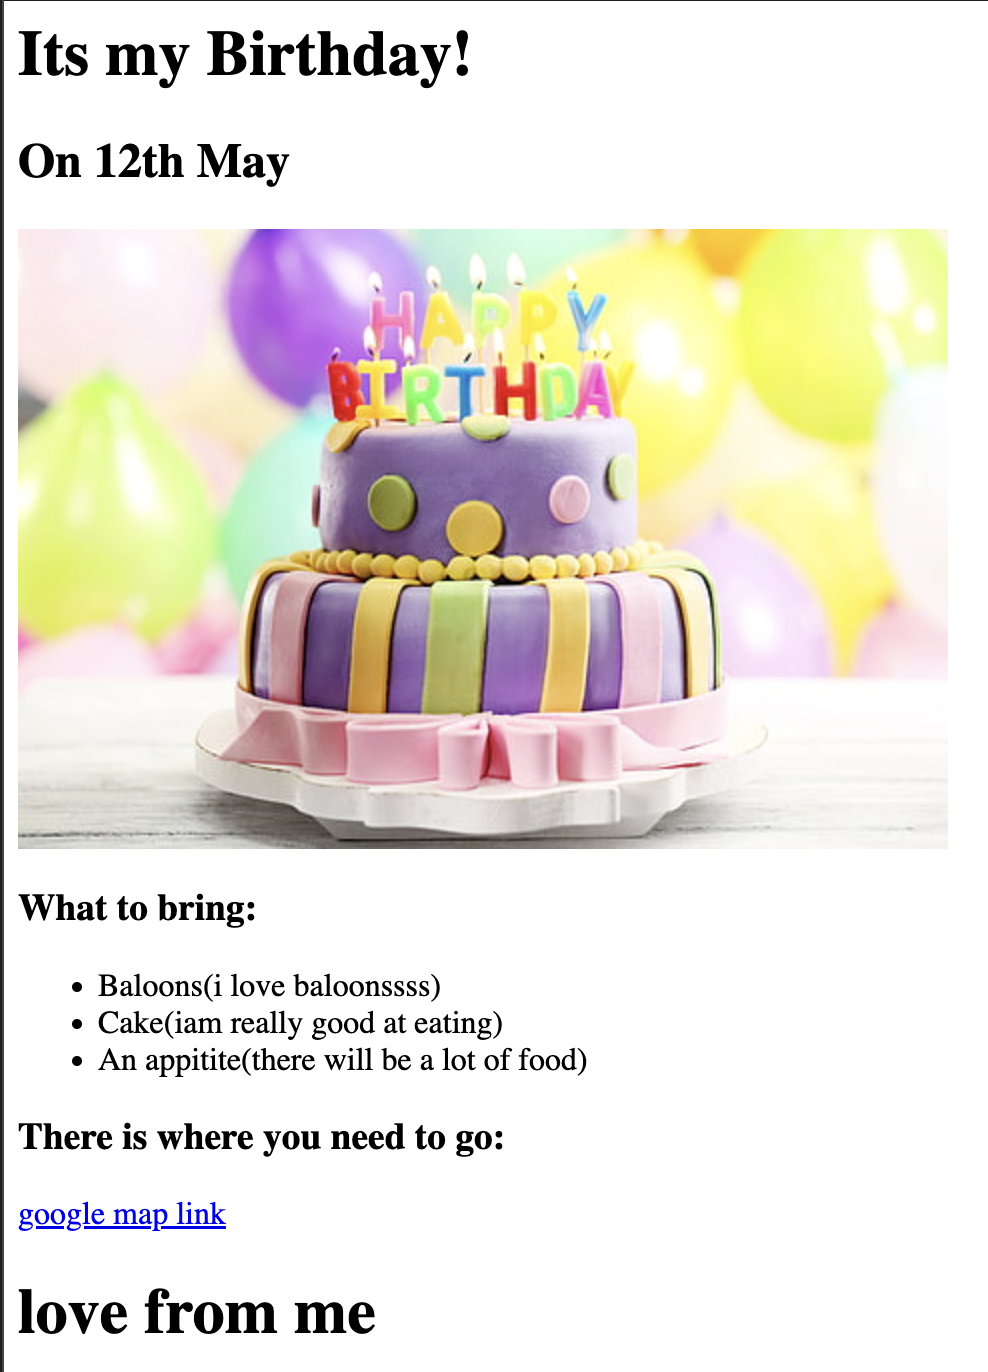 Its my Birthday!
On 12th May
HAPPY
BIRTHDAY
What to bring:
Baloons(i love baloonssss)
Cake(iam really good at eating)
An appitite(there will be a lot of food)
There is where you need to go:
google map link
love from me